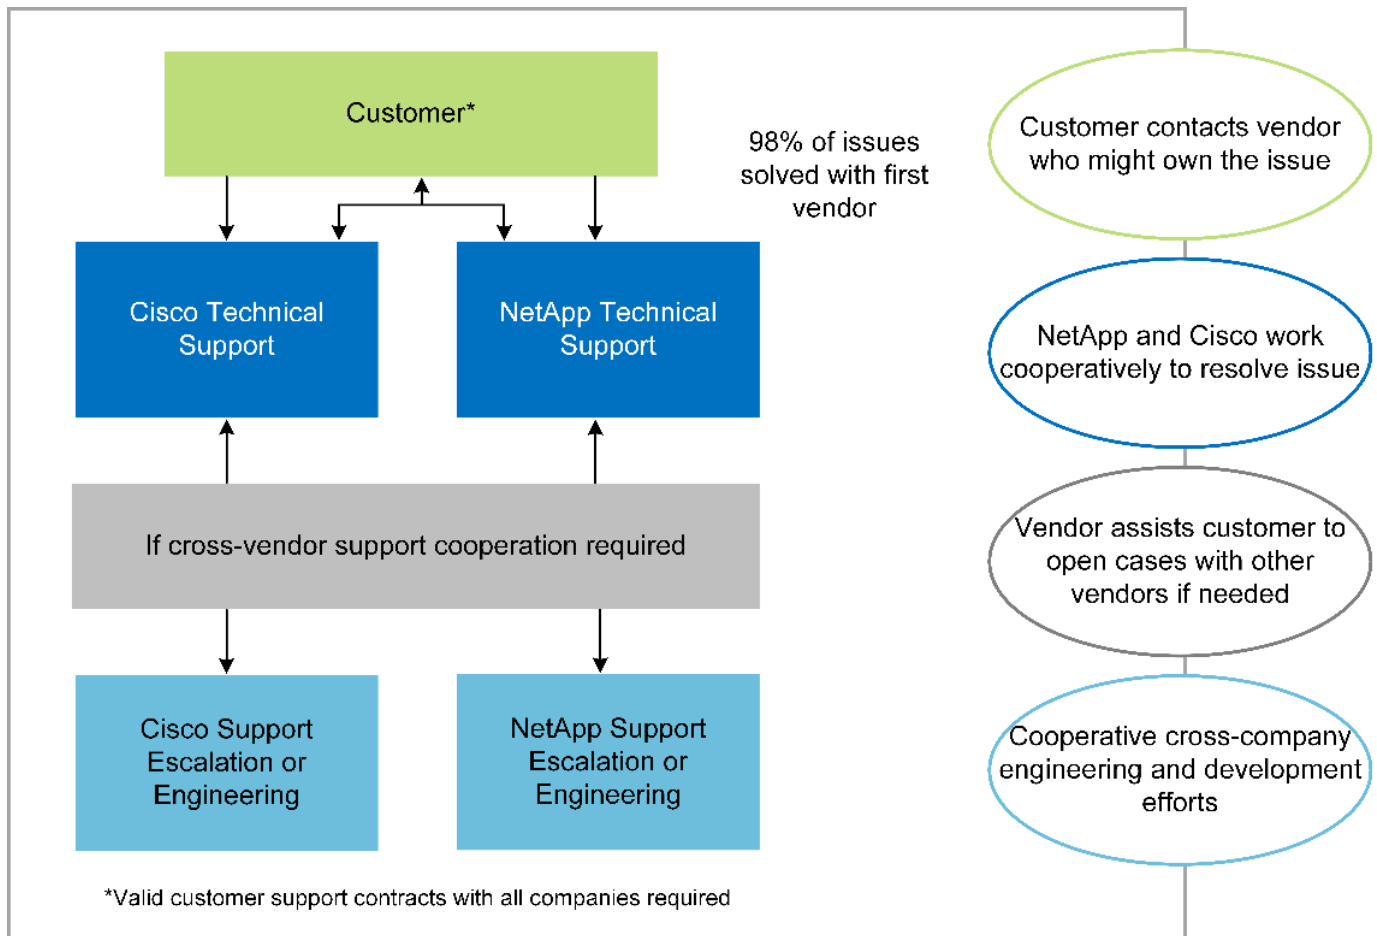 Customer*
98% of issues
solved with first
vendor
Customer contacts vendor
who might own the issue
Cisco Technical
Support
NetApp Technical
Support
NetApp and Cisco work
cooperatively to resolve issue
If cross-vendor support cooperation required
Vendor assists customer to
open cases with other
vendors if needed
Cisco Support
Escalation or
Engineering
NetApp Support
Escalation or
Engineering
Cooperative cross-company
engineering and development
efforts
*Valid customer support contracts with all companies required